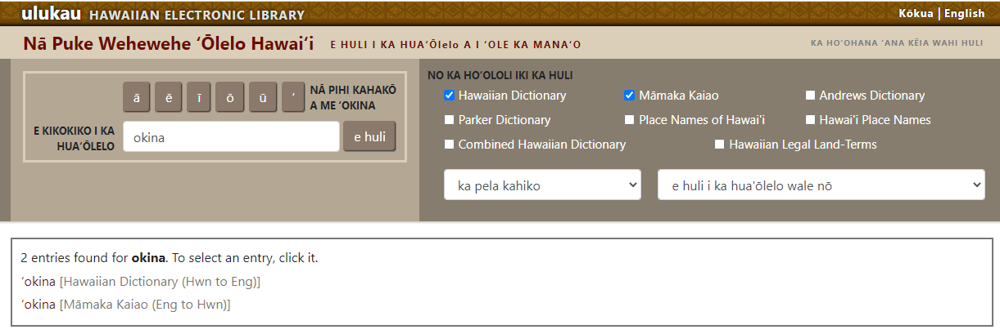 ulukau HAWAIIAN ELECTRONIC LIBRARY
Kōkua | English
Nā Puke Wehewehe ʻŌlelo Hawaiʻi
E HULI I KA HUAʻŌlelo A I ʻOLE KA MANAʻO
KA HOʻOHANA ʻANA KĒIA WAHI HULI
ā ē ī ō ū ʻ
NĀ PIHI KAHAKŌ
A ME ʻOKINA
E KIKOKIKO I KA
HUAʻŌLELO
okina
e huli
NO KA HOʻOLOLI IKI KA HULI
Hawaiian Dictionary
Māmaka Kaiao
Andrews Dictionary
Parker Dictionary
Place Names of Hawai'i
Hawai'i Place Names
Combined Hawaiian Dictionary
Hawaiian Legal Land-Terms
ka pela kahiko
e huli i ka hua'ōlelo wale nō
2 entries found for okina. To select an entry, click it.
ʻokina [Hawaiian Dictionary (Hwn to Eng)]
ʻokina [Māmaka Kaiao (Eng to Hwn)]